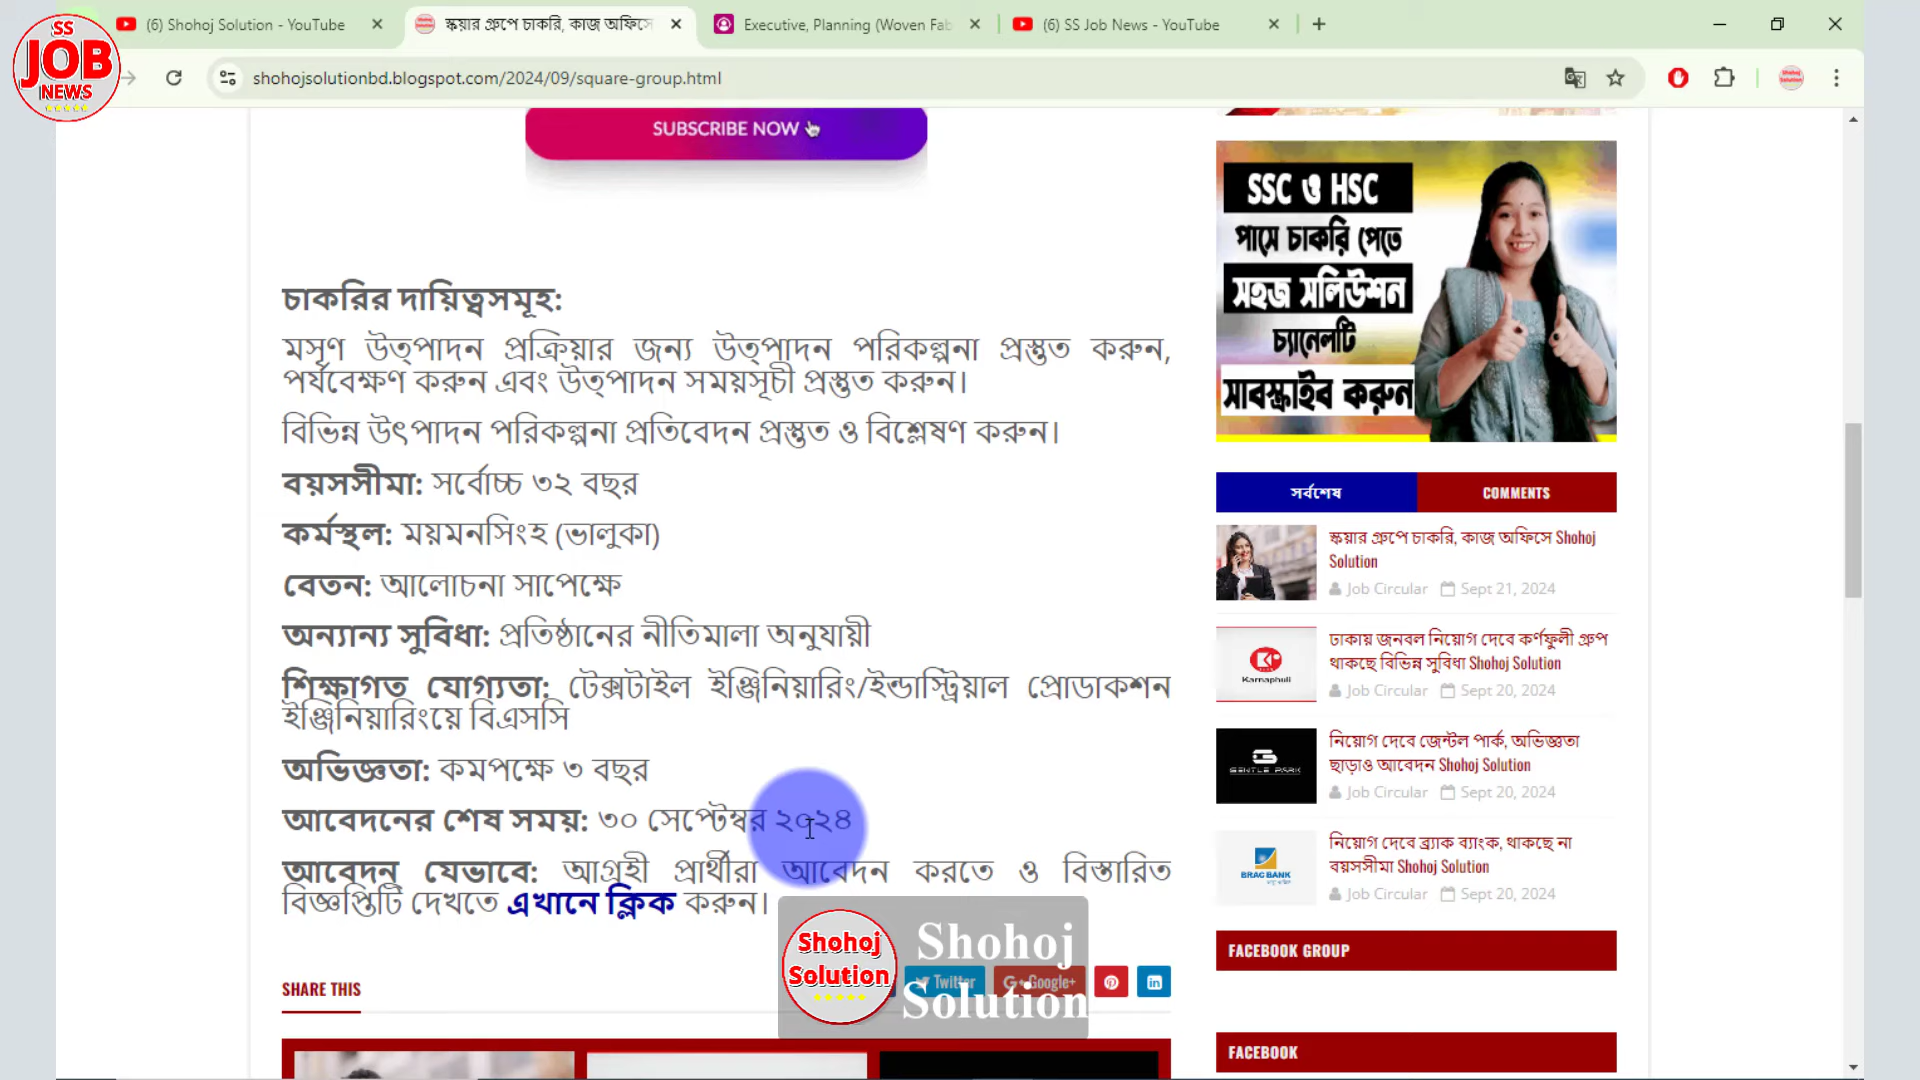 SS
JOB
NEWS
(6) Shohoj Solution - YouTube
স্কয়ার গ্রুপে চাকরি, কাজ অফিসে
Executive, Planning (Woven Fab
(6) SS Job News - YouTube
shohojsolutionbd.blogspot.com/2024/09/square-group.html
SUBSCRIBE NOW
চাকরির দায়িত্বসমূহ:
মসৃণ উত্পাদন প্রক্রিয়ার জন্য উত্পাদন পরিকল্পনা প্রস্তুত করুন,
পর্যবেক্ষণ করুন এবং উত্পাদন সময়সূচী প্রস্তুত করুন।
বিভিন্ন উৎপাদন পরিকল্পনা প্রতিবেদন প্রস্তুত ও বিশ্লেষণ করুন।
বয়সসীমা: সর্বোচ্চ ৩২ বছর
কর্মস্থল: ময়মনসিংহ (ভালুকা)
বেতন: আলোচনা সাপেক্ষে
অন্যান্য সুবিধা: প্রতিষ্ঠানের নীতিমালা অনুযায়ী
শিক্ষাগত যোগ্যতা: টেক্সটাইল ইঞ্জিনিয়ারিং/ইন্ডাস্ট্রিয়াল প্রোডাকশন
ইঞ্জিনিয়ারিংয়ে বিএসসি
অভিজ্ঞতা: কমপক্ষে ৩ বছর
আবেদনের শেষ সময়: ৩০ সেপ্টেম্বর ২০২৪
আবেদন যেভাবে: আগ্রহী প্রার্থীরা আবেদন করতে ও বিস্তারিত
বিজ্ঞপ্তিটি দেখতে এখানে ক্লিক করুন।
SHARE THIS
Twitter
G+ Google+
Shohoj
Solution
Shohoj
Solution
SSC ও HSC
পাসে চাকরি পেতে
সহজ সলিউশন
চ্যানেলটি
সাবস্ক্রাইব করুন
সর্বশেষ
COMMENTS
স্কয়ার গ্রুপে চাকরি, কাজ অফিসে Shohoj
Solution
Job Circular Sept 21, 2024
Karnaphuli
ঢাকায় জনবল নিয়োগ দেবে কর্ণফুলী গ্রুপ
থাকছে বিভিন্ন সুবিধা Shohoj Solution
Job Circular Sept 20, 2024
GENTLE PARK
নিয়োগ দেবে জেন্টল পার্ক, অভিজ্ঞতা
ছাড়াও আবেদন Shohoj Solution
Job Circular Sept 20, 2024
BRAC BANK
নিয়োগ দেবে ব্র্যাক ব্যাংক, থাকছে না
বয়সসীমা Shohoj Solution
Job Circular Sept 20, 2024
FACEBOOK GROUP
FACEBOOK